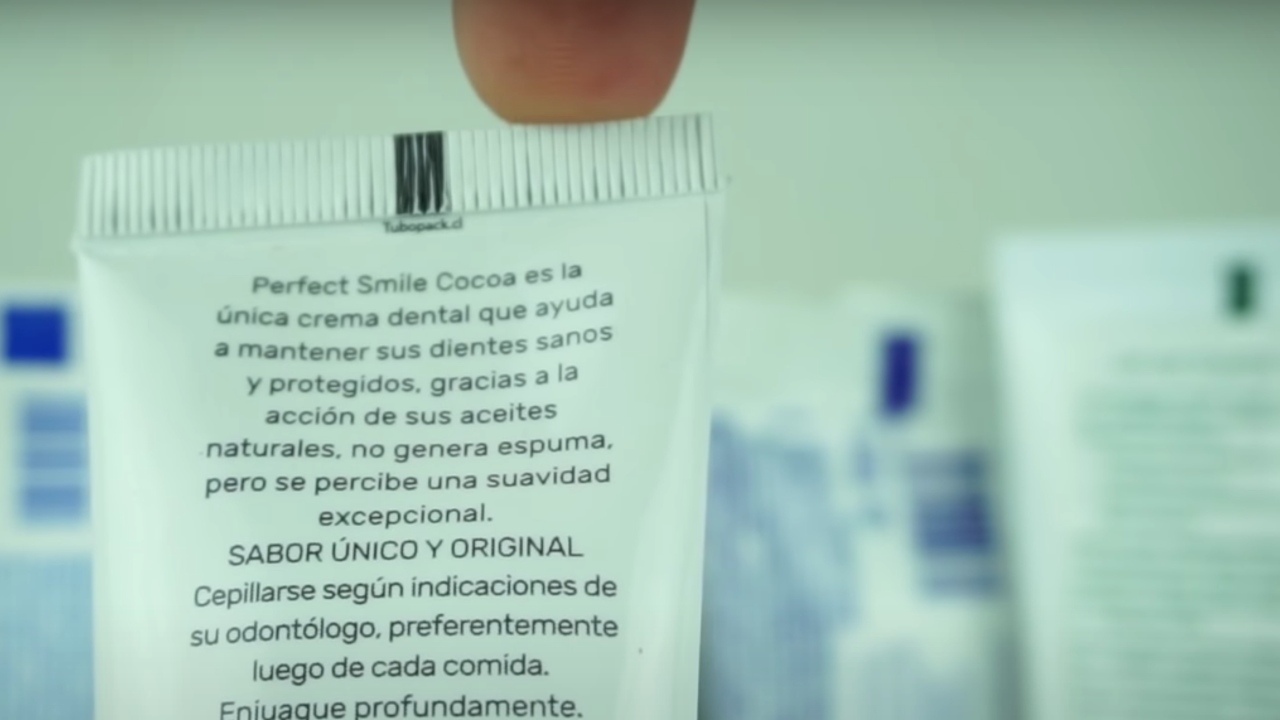 Tubopack.cl
Perfect Smile Cocoa es la
única crema dental que ayuda
a mantener sus dientes sanos
y protegidos, gracias a la
acción de sus aceites
naturales, no genera espuma,
pero se percibe una suavidad
excepcional.
SABOR ÚNICO Y ORIGINAL
Cepillarse según indicaciones de
su odontólogo, preferentemente
luego de cada comida.
Enjuague profundamente.